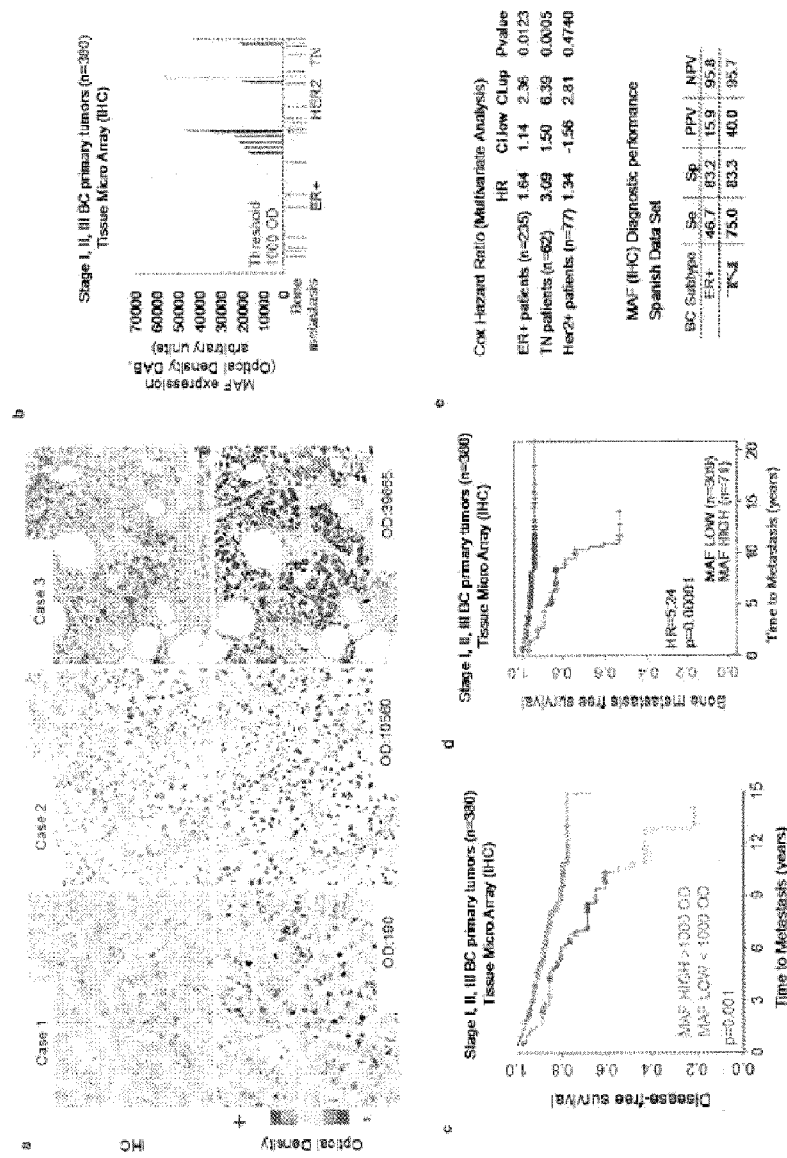 a
Case 1
Case 2
Case 3
IHC
Optical Density
+
OD:190
OD:10580
OD:39655
b
Stage I, II, III BC primary tumors (n=380)
Tissue Micro Array (IHC)
MAF expression
(Optical Density DAB,
arbitrary units)
70000
60000
50000
40000
30000
20000
10000
0
Threshold
1000 OD
Bone
metastasis
ER+
HER2
TN
c
Stage I, II, III BC primary tumors (n=380)
Tissue Micro Array (IHC)
Disease-free survival
1.0
0.8
0.6
0.4
0.2
0.0
MAF HIGH >1000 OD
MAF LOW < 1000 OD
p=0.001
0
3
6
9
12
15
Time to Metastasis (years)
d
Stage I, II, III BC primary tumors (n=380)
Tissue Micro Array (IHC)
Bone metastasis free survival
1.0
0.8
0.6
0.4
0.2
0.0
HR=5.24
p=0.00001
MAF LOW (n=309)
MAF HIGH (n=71)
0
5
10
15
20
Time to Metastasis (years)
e
Cox Hazard Ratio (Multivariate Analysis)
HR CI low CI up P value
ER+ patients (n=235) 1.64 1.14 2.36 0.0123
TN patients (n=62) 3.09 1.50 6.39 0.0005
Her2+ patients (n=77) 1.34 -1.56 2.81 0.4740
MAF (IHC) Diagnostic performance
Spanish Data Set
BC Subtype Se Sp PPV NPV
ER+ 46.7 83.2 15.9 95.8
75.0 83.3 40.0 95.7